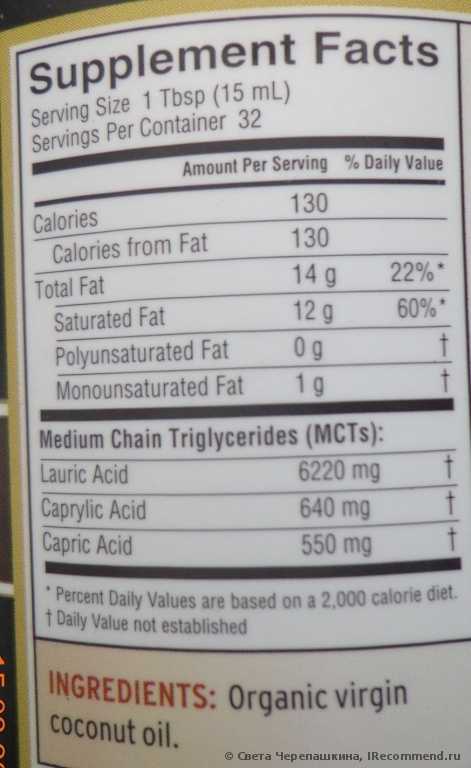 Supplement Facts
Serving Size 1 Tbsp (15 mL)
Servings Per Container 32
Amount Per Serving % Daily Value
Calories 130
Calories from Fat 130
Total Fat 14 g 22%*
Saturated Fat 12 g 60%*
Polyunsaturated Fat 0 g †
Monounsaturated Fat 1 g †
Medium Chain Triglycerides (MCTs):
Lauric Acid 6220 mg †
Caprylic Acid 640 mg †
Capric Acid 550 mg †
* Percent Daily Values are based on a 2,000 calorie diet.
† Daily Value not established
INGREDIENTS: Organic virgin
coconut oil.
© Света Черепашкина, IRecommend.ru